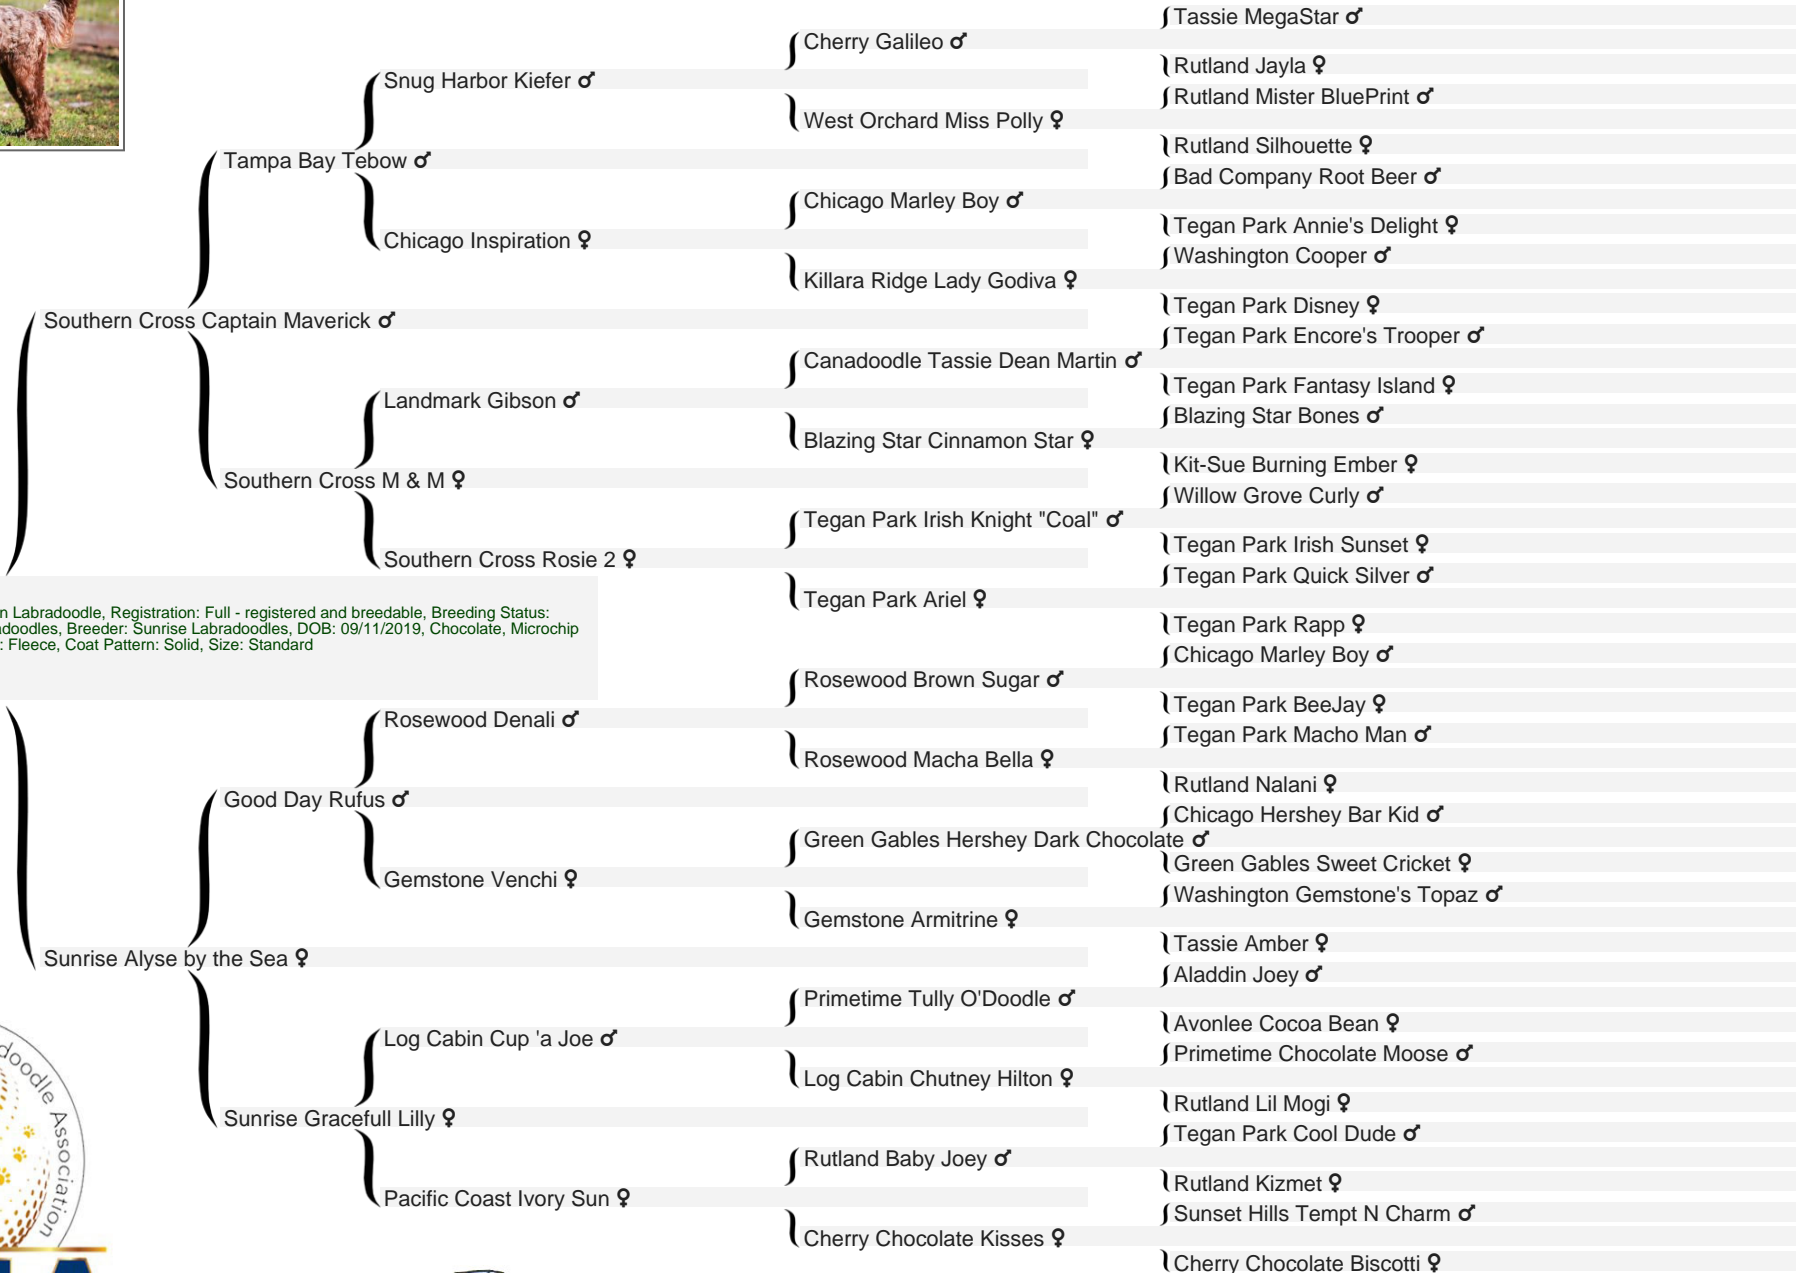 Tassie MegaStar ♂
Cherry Galileo ♂
Rutland Jayla ♀
Snug Harbor Kiefer ♂
Rutland Mister BluePrint ♂
West Orchard Miss Polly ♀
Rutland Silhouette ♀
Tampa Bay Tebow ♂
Bad Company Root Beer ♂
Chicago Marley Boy ♂
Tegan Park Annie's Delight ♀
Chicago Inspiration ♀
Washington Cooper ♂
Killara Ridge Lady Godiva ♀
Tegan Park Disney ♀
Southern Cross Captain Maverick ♂
Tegan Park Encore's Trooper ♂
Canadoodle Tassie Dean Martin ♂
Tegan Park Fantasy Island ♀
Landmark Gibson ♂
Blazing Star Bones ♂
Blazing Star Cinnamon Star ♀
Kit-Sue Burning Ember ♀
Southern Cross M & M ♀
Willow Grove Curly ♂
Tegan Park Irish Knight "Coal" ♂
Tegan Park Irish Sunset ♀
Southern Cross Rosie 2 ♀
Tegan Park Quick Silver ♂
Tegan Park Ariel ♀
Tegan Park Rapp ♀
n Labradoodle, Registration: Full - registered and breedable, Breeding Status:
doodles, Breeder: Sunrise Labradoodles, DOB: 09/11/2019, Chocolate, Microchip
: Fleece, Coat Pattern: Solid, Size: Standard
Chicago Marley Boy ♂
Rosewood Brown Sugar ♂
Tegan Park BeeJay ♀
Rosewood Denali ♂
Tegan Park Macho Man ♂
Rosewood Macha Bella ♀
Rutland Nalani ♀
Good Day Rufus ♂
Chicago Hershey Bar Kid ♂
Green Gables Hershey Dark Chocolate ♂
Green Gables Sweet Cricket ♀
Gemstone Venchi ♀
Washington Gemstone's Topaz ♂
Gemstone Armitrine ♀
Tassie Amber ♀
Sunrise Alyse by the Sea ♀
Aladdin Joey ♂
Primetime Tully O'Doodle ♂
Avonlee Cocoa Bean ♀
Log Cabin Cup 'a Joe ♂
Primetime Chocolate Moose ♂
Log Cabin Chutney Hilton ♀
Rutland Lil Mogi ♀
Sunrise Gracefull Lilly ♀
Tegan Park Cool Dude ♂
Rutland Baby Joey ♂
Rutland Kizmet ♀
Pacific Coast Ivory Sun ♀
Sunset Hills Tempt N Charm ♂
Cherry Chocolate Kisses ♀
Cherry Chocolate Biscotti ♀
doodle Association
A